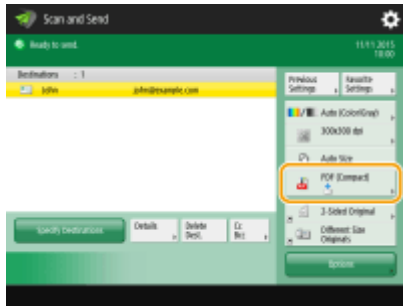 Scan and Send
Ready to send.
11/11 2015
10:00
Destinations : 1
John john@example.com
Previous
Settings
Favorite
Settings
Auto (Color/Gray)
300x300 dpi
Auto Size
PDF (Compact)
2-Sided Original
Different Size
Originals
Specify Destinations
Details
Delete
Dest.
Cc
Bcc
Options